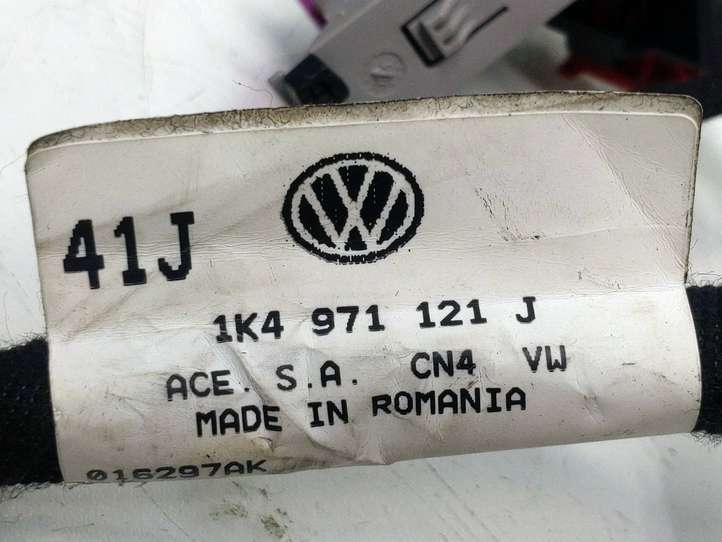 41J
1K4 971 121 J
ACE. S.A. CN4 VW
MADE IN ROMANIA
016297AK